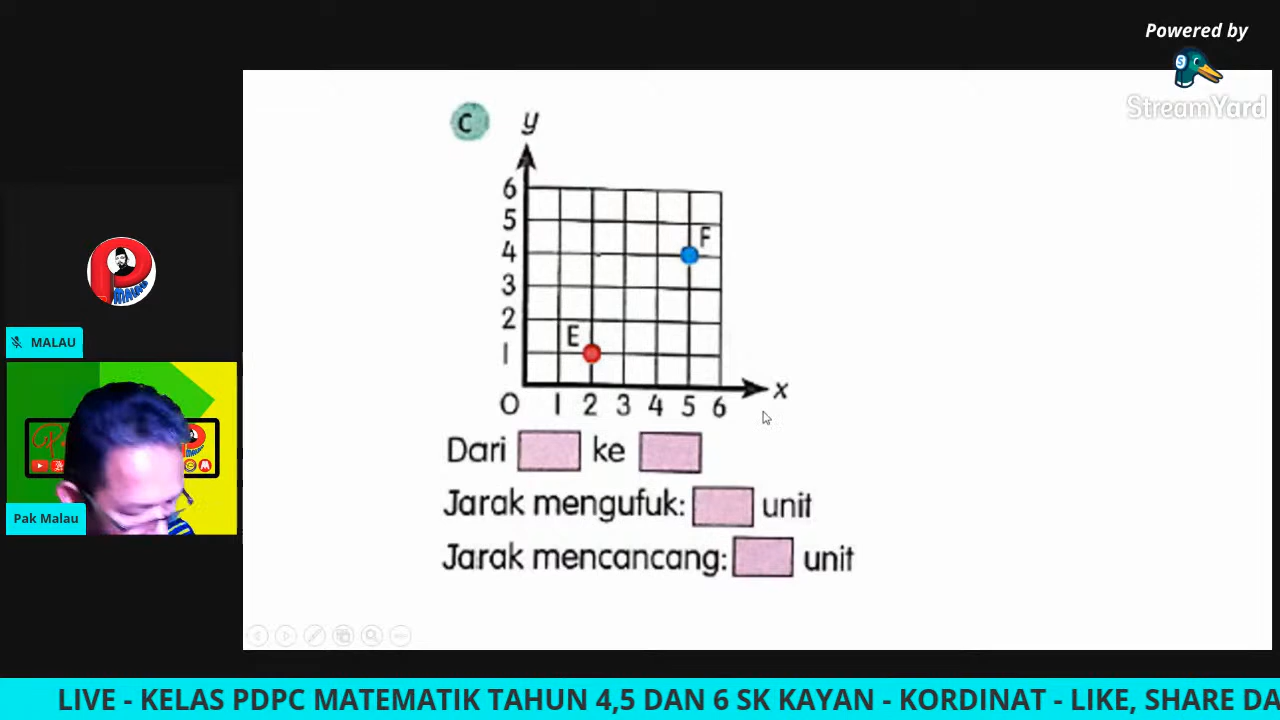 Powered by
StreamYard
C
y
6
5
4
3
2
1
F
E
O 1 2 3 4 5 6
x
Dari ke
Jarak mengufuk: unit
Jarak mencancang: unit
MALAU
MALAU
Pak Malau
LIVE - KELAS PDPC MATEMATIK TAHUN 4,5 DAN 6 SK KAYAN - KORDINAT - LIKE, SHARE DA